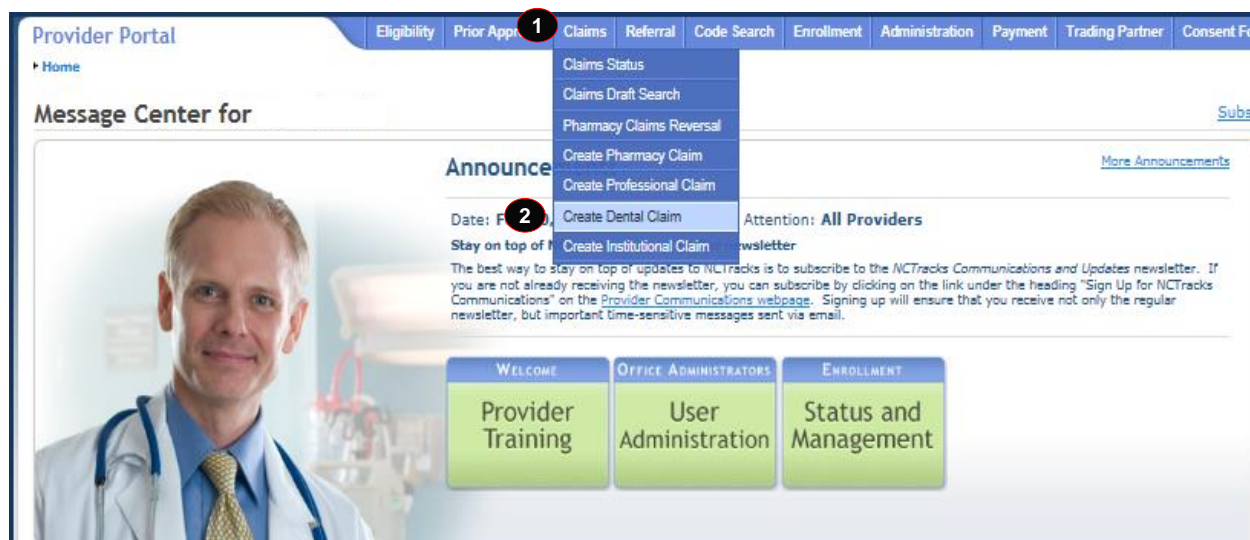 Provider Portal
Eligibility Prior Appr 1 Claims Referral Code Search Enrollment Administration Payment Trading Partner Consent Fo
Home
Claims Status
Claims Draft Search
Message Center for
Subs
Pharmacy Claims Reversal
Announce
Create Pharmacy Claim
More Announcements
Create Professional Claim
Date: F 2 0, Create Dental Claim Attention: All Providers
Stay on top of N Create Institutional Claim newsletter
The best way to stay on top of updates to NCTracks is to subscribe to the NCTracks Communications and Updates newsletter. If
you are not already receiving the newsletter, you can subscribe by clicking on the link under the heading "Sign Up for NCTracks
Communications" on the Provider Communications webpage. Signing up will ensure that you receive not only the regular
newsletter, but important time-sensitive messages sent via email.
WELCOME
Provider
Training
OFFICE ADMINISTRATORS
User
Administration
ENROLLMENT
Status and
Management